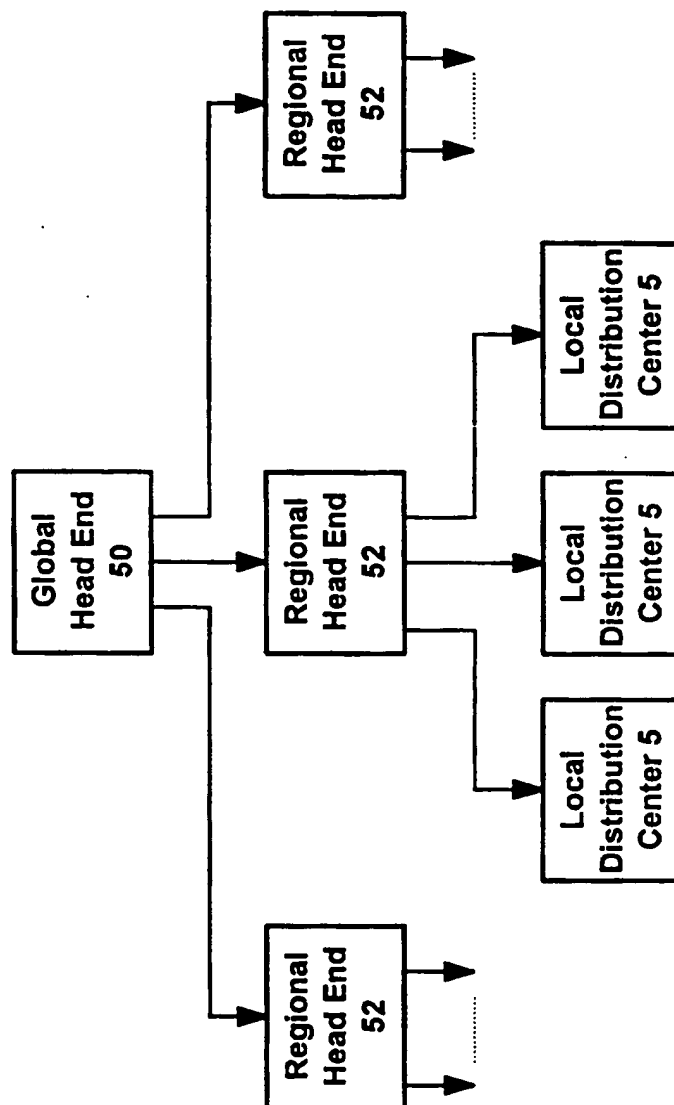 Global
Head End
50
Regional
Head End
52
Regional
Head End
52
Regional
Head End
52
Local
Distribution
Center 5
Local
Distribution
Center 5
Local
Distribution
Center 5